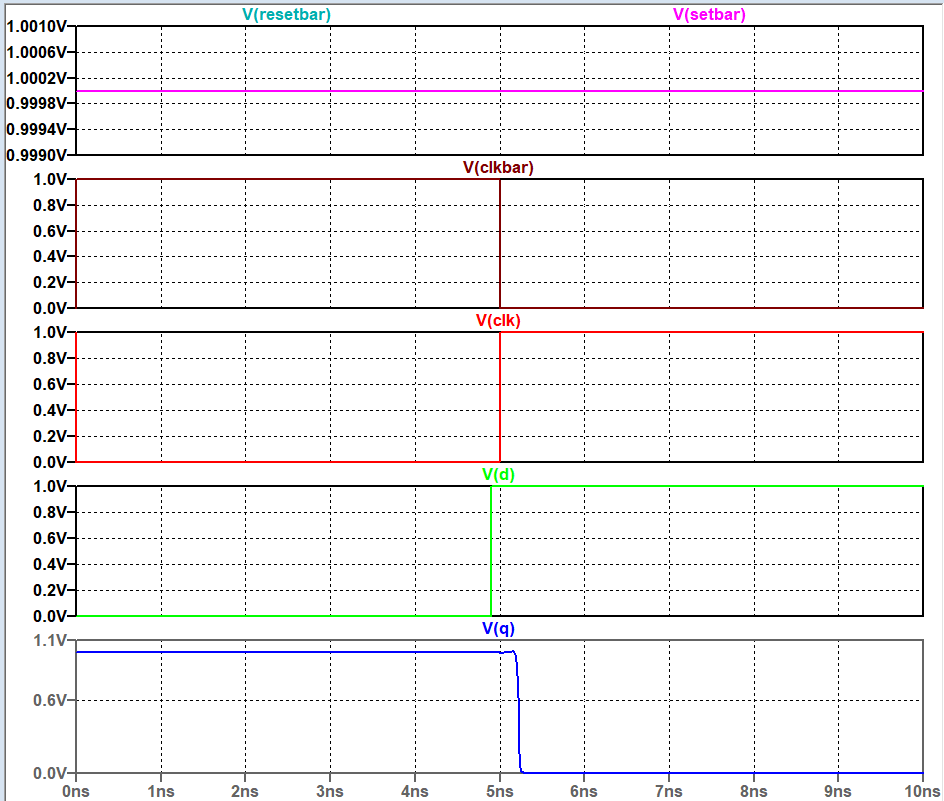 V(resetbar) V(setbar)
1.0010V
1.0006V
1.0002V
0.9998V
0.9994V
0.9990V
V(clkbar)
1.0V
0.8V
0.6V
0.4V
0.2V
0.0V
V(clk)
1.0V
0.8V
0.6V
0.4V
0.2V
0.0V
V(d)
1.0V
0.8V
0.6V
0.4V
0.2V
0.0V
V(q)
1.1V
0.6V
0.0V
0ns 1ns 2ns 3ns 4ns 5ns 6ns 7ns 8ns 9ns 10ns